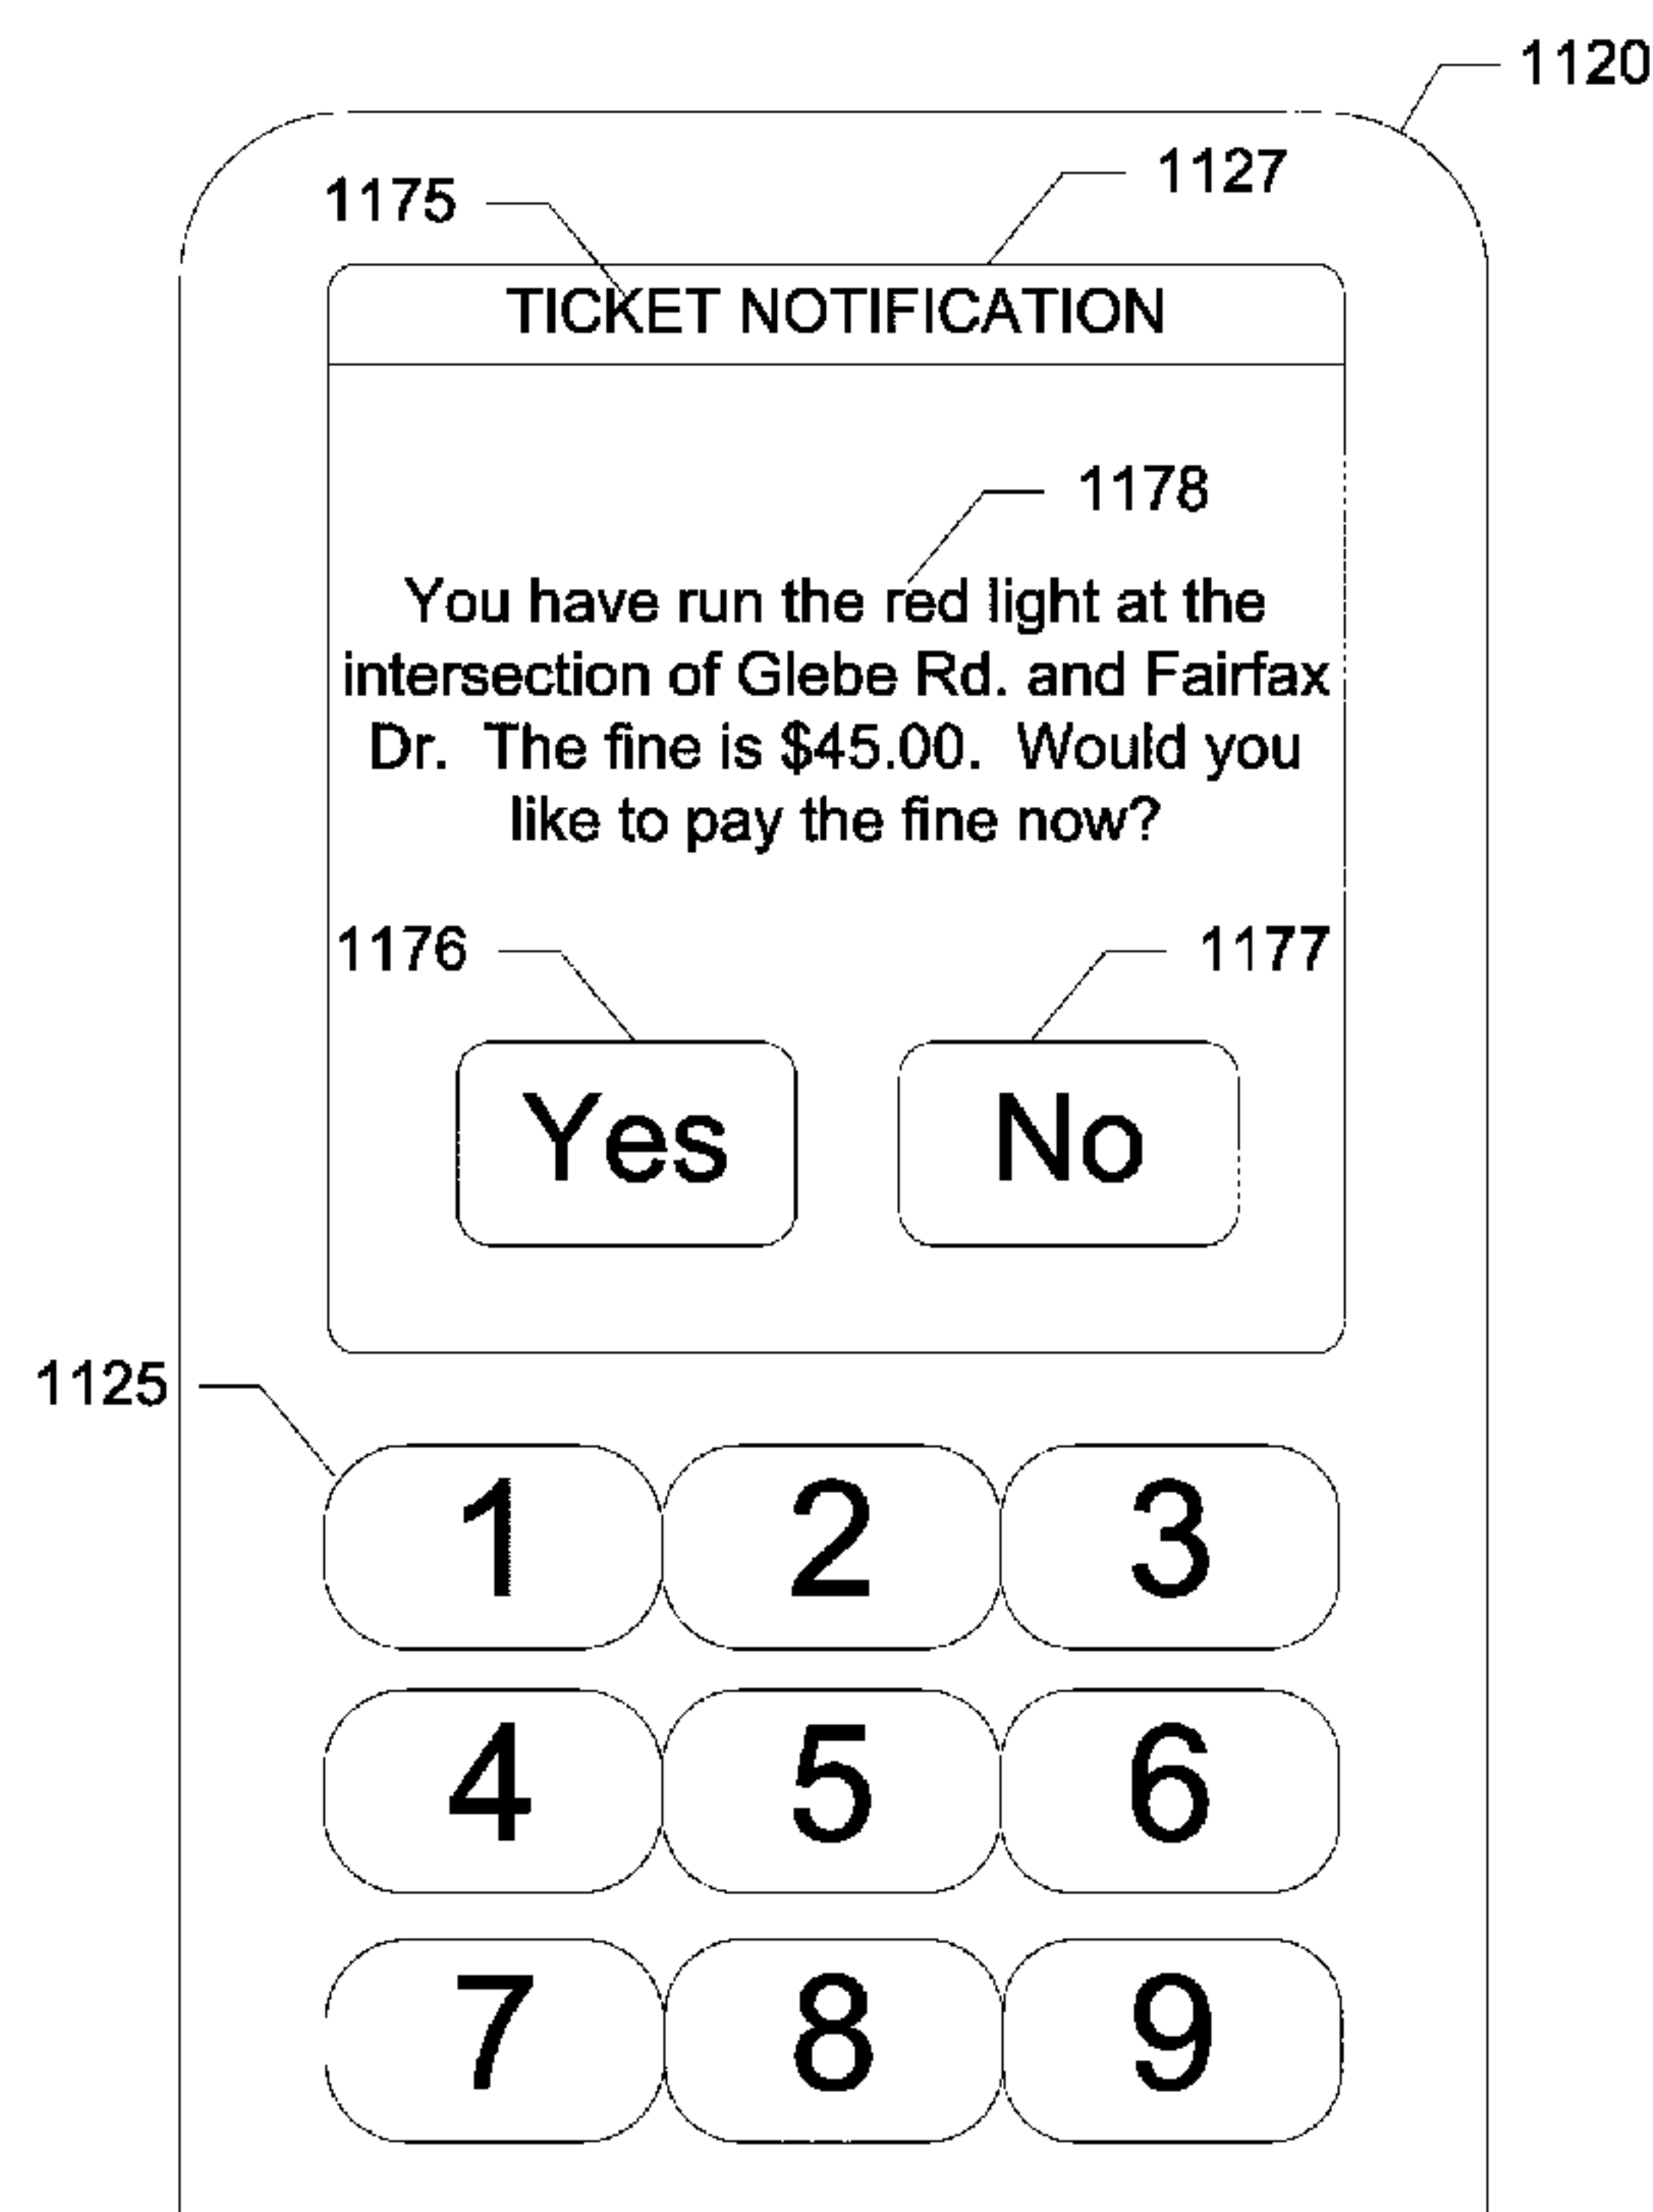 1120
1127
1175
TICKET NOTIFICATION
1178
You have run the red light at the
intersection of Glebe Rd. and Fairfax
Dr.  The fine is $45.00.  Would you
like to pay the fine now?
1176
1177
Yes
No
1125
1
2
3
4
5
6
7
8
9